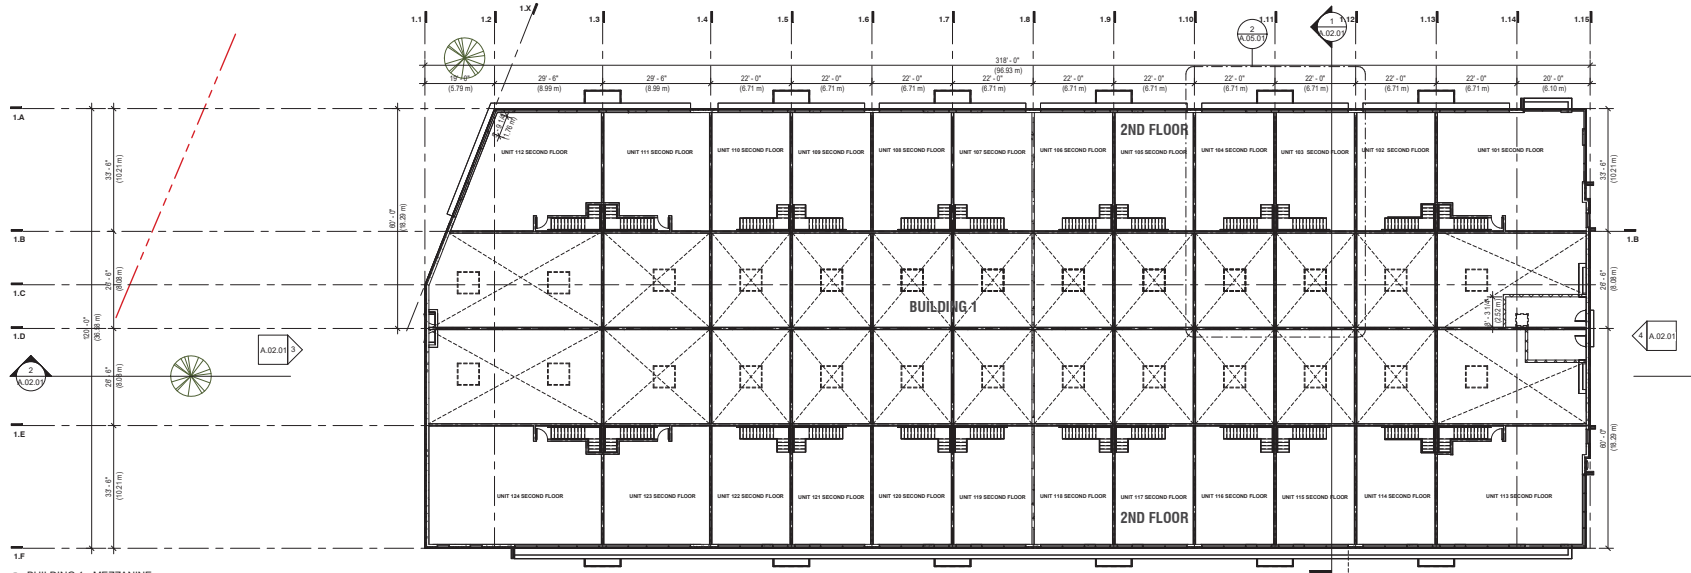 1.X
1.1 1.2 1.3 1.4 1.5 1.6 1.7 1.8 1.9 1.10 1.11 1.12 1.13 1.14 1.15
2
A.05.01
1
A.02.01
318' - 0"
(96.93 m)
19' - 0" 29' - 6" 29' - 6" 22' - 0" 22' - 0" 22' - 0" 22' - 0" 22' - 0" 22' - 0" 22' - 0" 22' - 0" 22' - 0" 22' - 0" 20' - 0"
(5.79 m) (8.99 m) (8.99 m) (6.71 m) (6.71 m) (6.71 m) (6.71 m) (6.71 m) (6.71 m) (6.71 m) (6.71 m) (6.71 m) (6.71 m) (6.10 m)
1.A
(1.76 m)
2ND FLOOR
UNIT 112 SECOND FLOOR
UNIT 111 SECOND FLOOR
UNIT 110 SECOND FLOOR
UNIT 109 SECOND FLOOR
UNIT 108 SECOND FLOOR
UNIT 107 SECOND FLOOR
UNIT 106 SECOND FLOOR
UNIT 105 SECOND FLOOR
UNIT 104 SECOND FLOOR
UNIT 103 SECOND FLOOR
UNIT 102 SECOND FLOOR
UNIT 101 SECOND FLOOR
33' - 6"
(10.21 m)
33' - 6"
(10.21 m)
60' - 0"
(18.29 m)
1.B
1.B
26' - 6"
(8.08 m)
26' - 6"
(8.08 m)
1.C
BUILDING 1
8' - 3 1/4"
(2.52 m)
1.D
120' - 0"
(36.58 m)
A.02.01 3
4 A.02.01
2
A.02.01
26' - 6"
(8.08 m)
1.E
60' - 0"
(18.29 m)
33' - 6"
(10.21 m)
UNIT 124 SECOND FLOOR
UNIT 123 SECOND FLOOR
UNIT 122 SECOND FLOOR
UNIT 121 SECOND FLOOR
UNIT 120 SECOND FLOOR
UNIT 119 SECOND FLOOR
UNIT 118 SECOND FLOOR
UNIT 117 SECOND FLOOR
UNIT 116 SECOND FLOOR
UNIT 115 SECOND FLOOR
UNIT 114 SECOND FLOOR
UNIT 113 SECOND FLOOR
2ND FLOOR
1.F